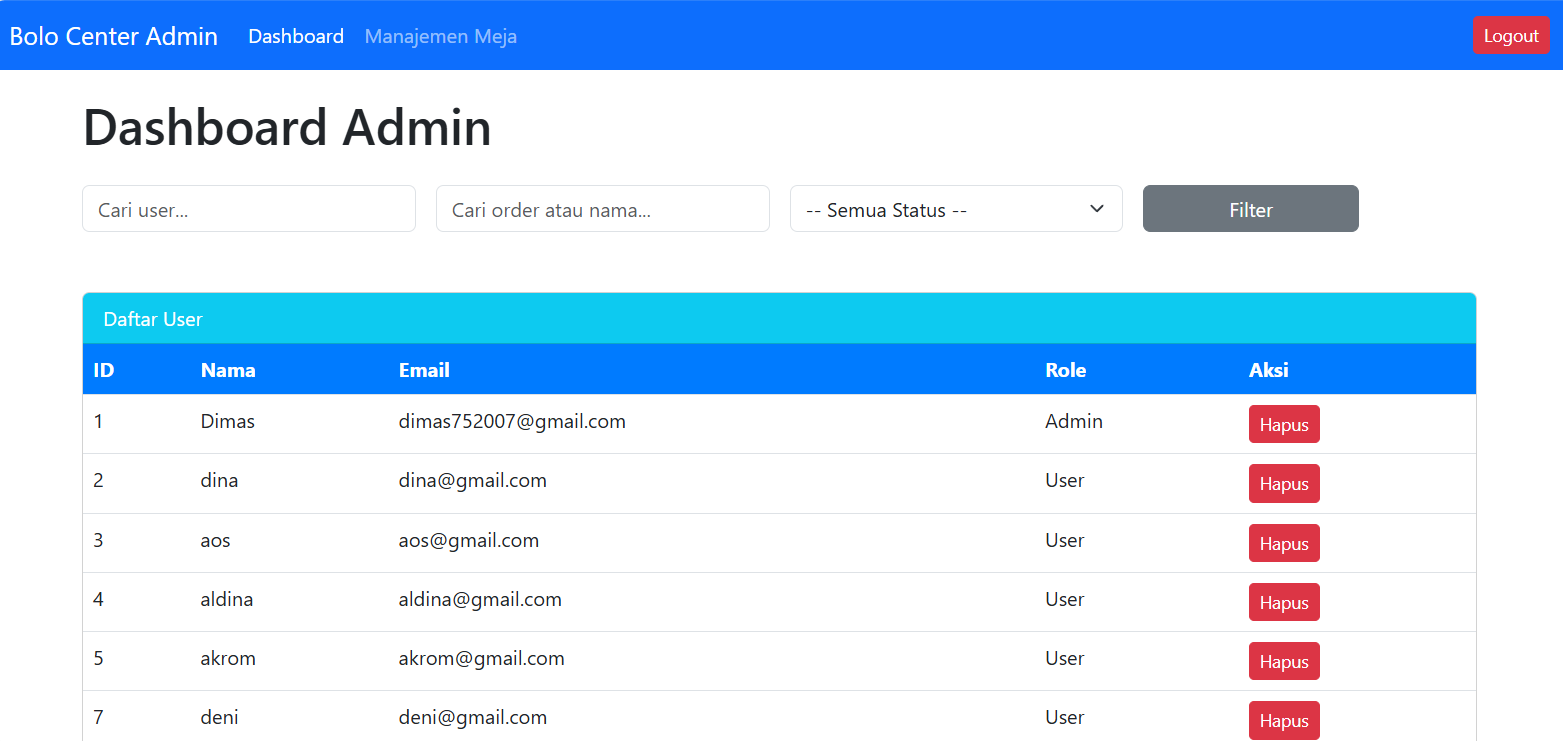 Bolo Center Admin Dashboard Manajemen Meja Logout
Dashboard Admin
Cari user... Cari order atau nama... -- Semua Status -- Filter
Daftar User
ID Nama Email Role Aksi
1 Dimas dimas752007@gmail.com Admin Hapus
2 dina dina@gmail.com User Hapus
3 aos aos@gmail.com User Hapus
4 aldina aldina@gmail.com User Hapus
5 akrom akrom@gmail.com User Hapus
7 deni deni@gmail.com User Hapus